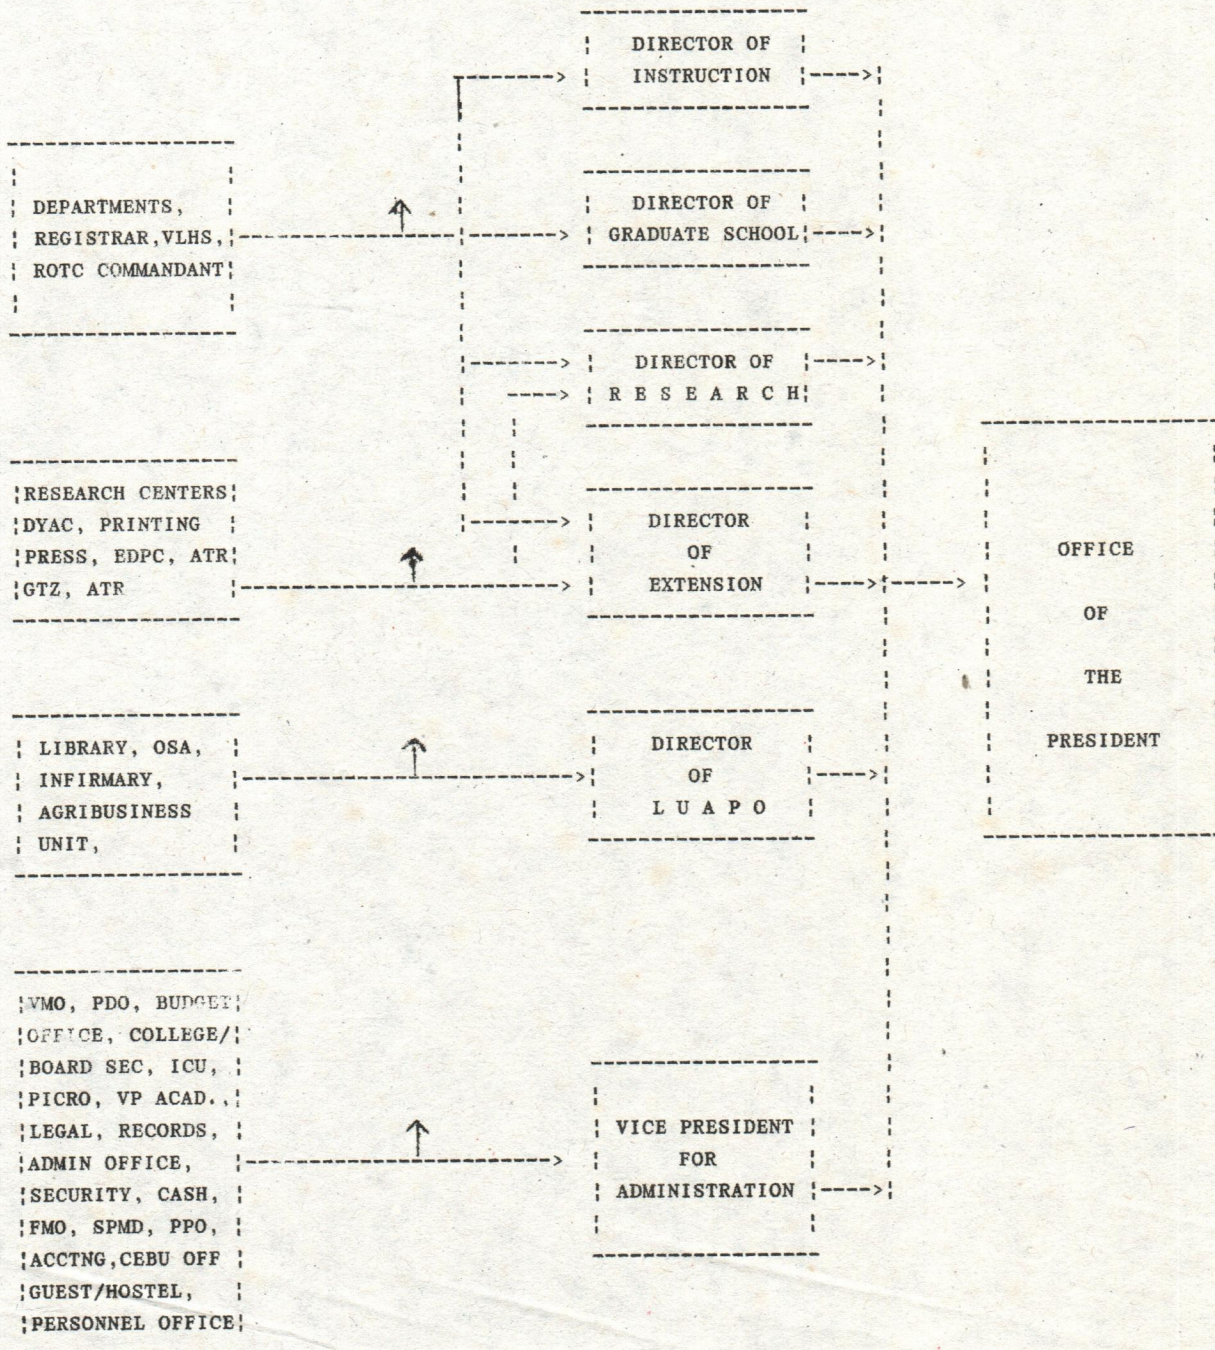 DIRECTOR OF
INSTRUCTION
DEPARTMENTS,
REGISTRAR,VLHS,
ROTC COMMANDANT
DIRECTOR OF
GRADUATE SCHOOL
DIRECTOR OF
R E S E A R C H
RESEARCH CENTERS
DYAC, PRINTING
PRESS, EDPC, ATR
GTZ, ATR
DIRECTOR
OF
EXTENSION
OFFICE
OF
THE
PRESIDENT
LIBRARY, OSA,
INFIRMARY,
AGRIBUSINESS
UNIT,
DIRECTOR
OF
L U A P O
VMO, PDO, BUDGET
OFFICE, COLLEGE/
BOARD SEC, ICU,
PICRO, VP ACAD.,
LEGAL, RECORDS,
ADMIN OFFICE,
SECURITY, CASH,
FMO, SPMD, PPO,
ACCTNG,CEBU OFF
GUEST/HOSTEL,
PERSONNEL OFFICE
VICE PRESIDENT
FOR
ADMINISTRATION